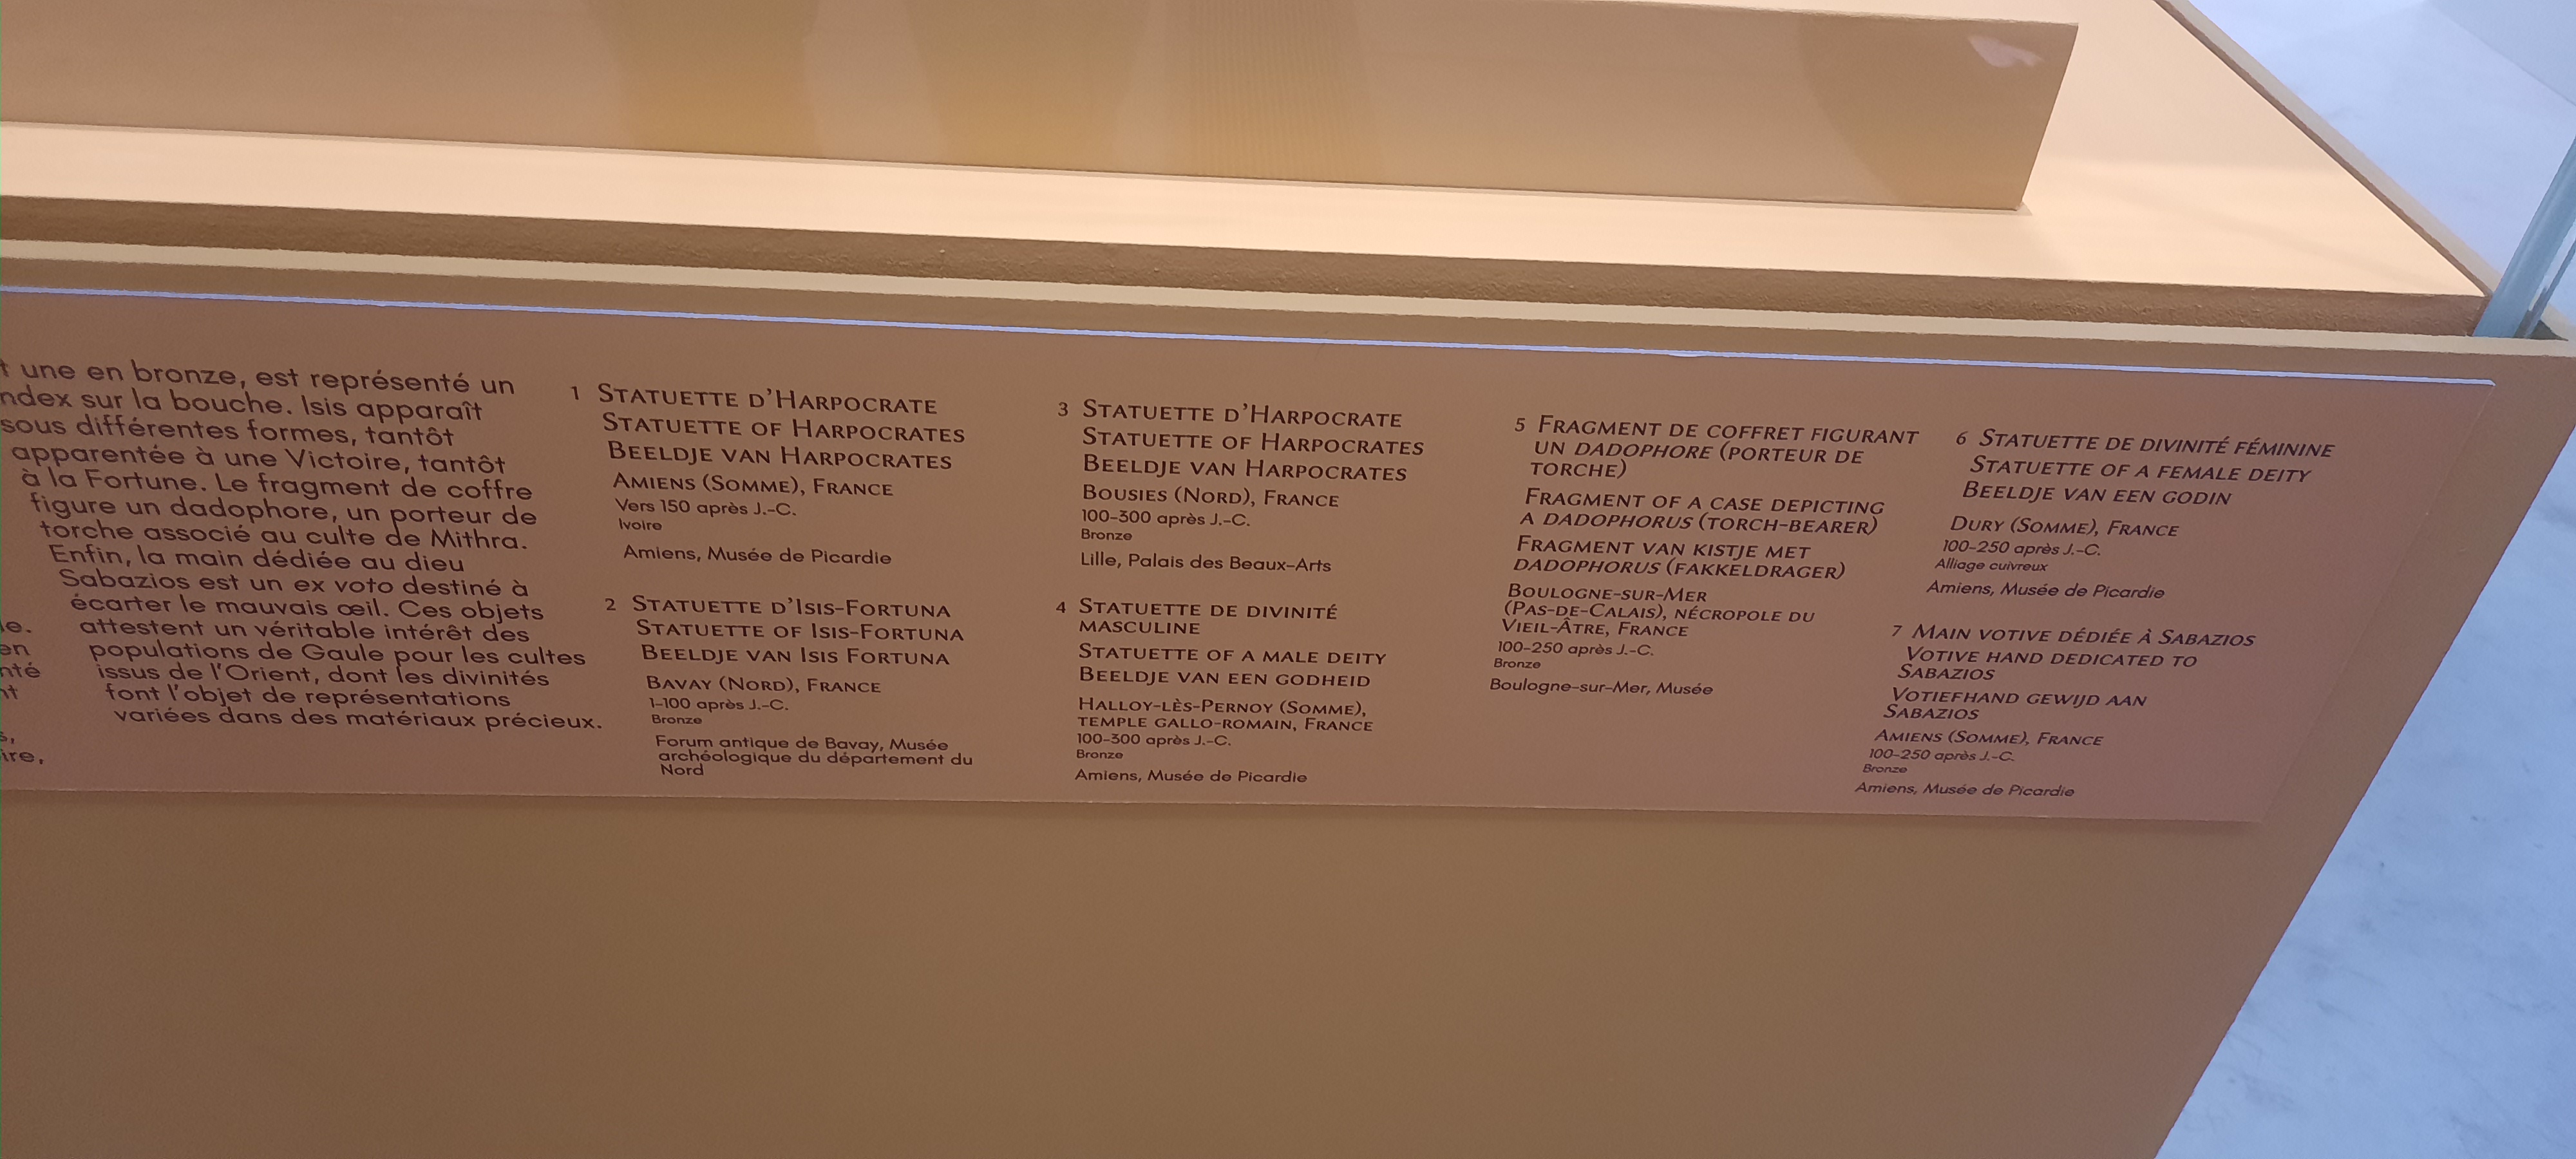 le.
en
nté
nt
s,
ire,
t une en bronze, est représenté un
ndex sur la bouche. Isis apparaît
sous différentes formes, tantôt
apparentée à une Victoire, tantôt
à la Fortune. Le fragment de coffre
figure un dadophore, un porteur de
torche associé au culte de Mithra.
Enfin, la main dédiée au dieu
Sabazios est un ex voto destiné à
écarter le mauvais œil. Ces objets
attestent un véritable intérêt des
populations de Gaule pour les cultes
issus de l'Orient, dont les divinités
font l'objet de représentations
variées dans des matériaux précieux.
1 Statuette d'Harpocrate
Statuette of Harpocrates
Beeldje van Harpocrates
Amiens (Somme), France
Vers 150 après J.-C.
Ivoire
Amiens, Musée de Picardie
2 Statuette d'Isis-Fortuna
Statuette of Isis-Fortuna
Beeldje van Isis Fortuna
Bavay (Nord), France
1-100 après J.-C.
Bronze
Forum antique de Bavay, Musée
archéologique du département du
Nord
3 Statuette d'Harpocrate
Statuette of Harpocrates
Beeldje van Harpocrates
Bousies (Nord), France
100-300 après J.-C.
Bronze
Lille, Palais des Beaux-Arts
4 Statuette de divinité
masculine
Statuette of a male deity
Beeldje van een godheid
Halloy-lès-Pernoy (Somme),
temple gallo-romain, France
100-300 après J.-C.
Bronze
Amiens, Musée de Picardie
5 Fragment de coffret figurant
un dadophore (porteur de
torche)
Fragment of a case depicting
a dadophorus (torch-bearer)
Fragment van kistje met
dadophorus (fakkeldrager)
Boulogne-sur-Mer
(Pas-de-Calais), nécropole du
Vieil-Âtre, France
100-250 après J.-C.
Bronze
Boulogne-sur-Mer, Musée
6 Statuette de divinité féminine
Statuette of a female deity
Beeldje van een godin
Dury (Somme), France
100-250 après J.-C.
Alliage cuivreux
Amiens, Musée de Picardie
7 Main votive dédiée à Sabazios
Votive hand dedicated to
Sabazios
Votiefhand gewijd aan
Sabazios
Amiens (Somme), France
100-250 après J.-C.
Bronze
Amiens, Musée de Picardie